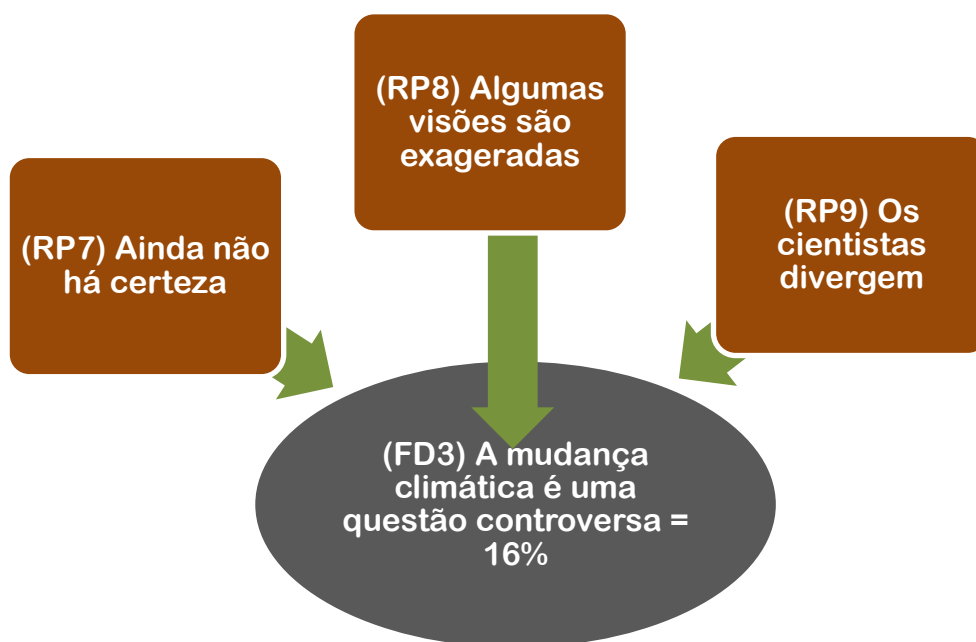 (RP8) Algumas
visões são
exageradas
(RP7) Ainda não
há certeza
(RP9) Os
cientistas
divergem
(FD3) A mudança
climática é uma
questão controversa =
16%